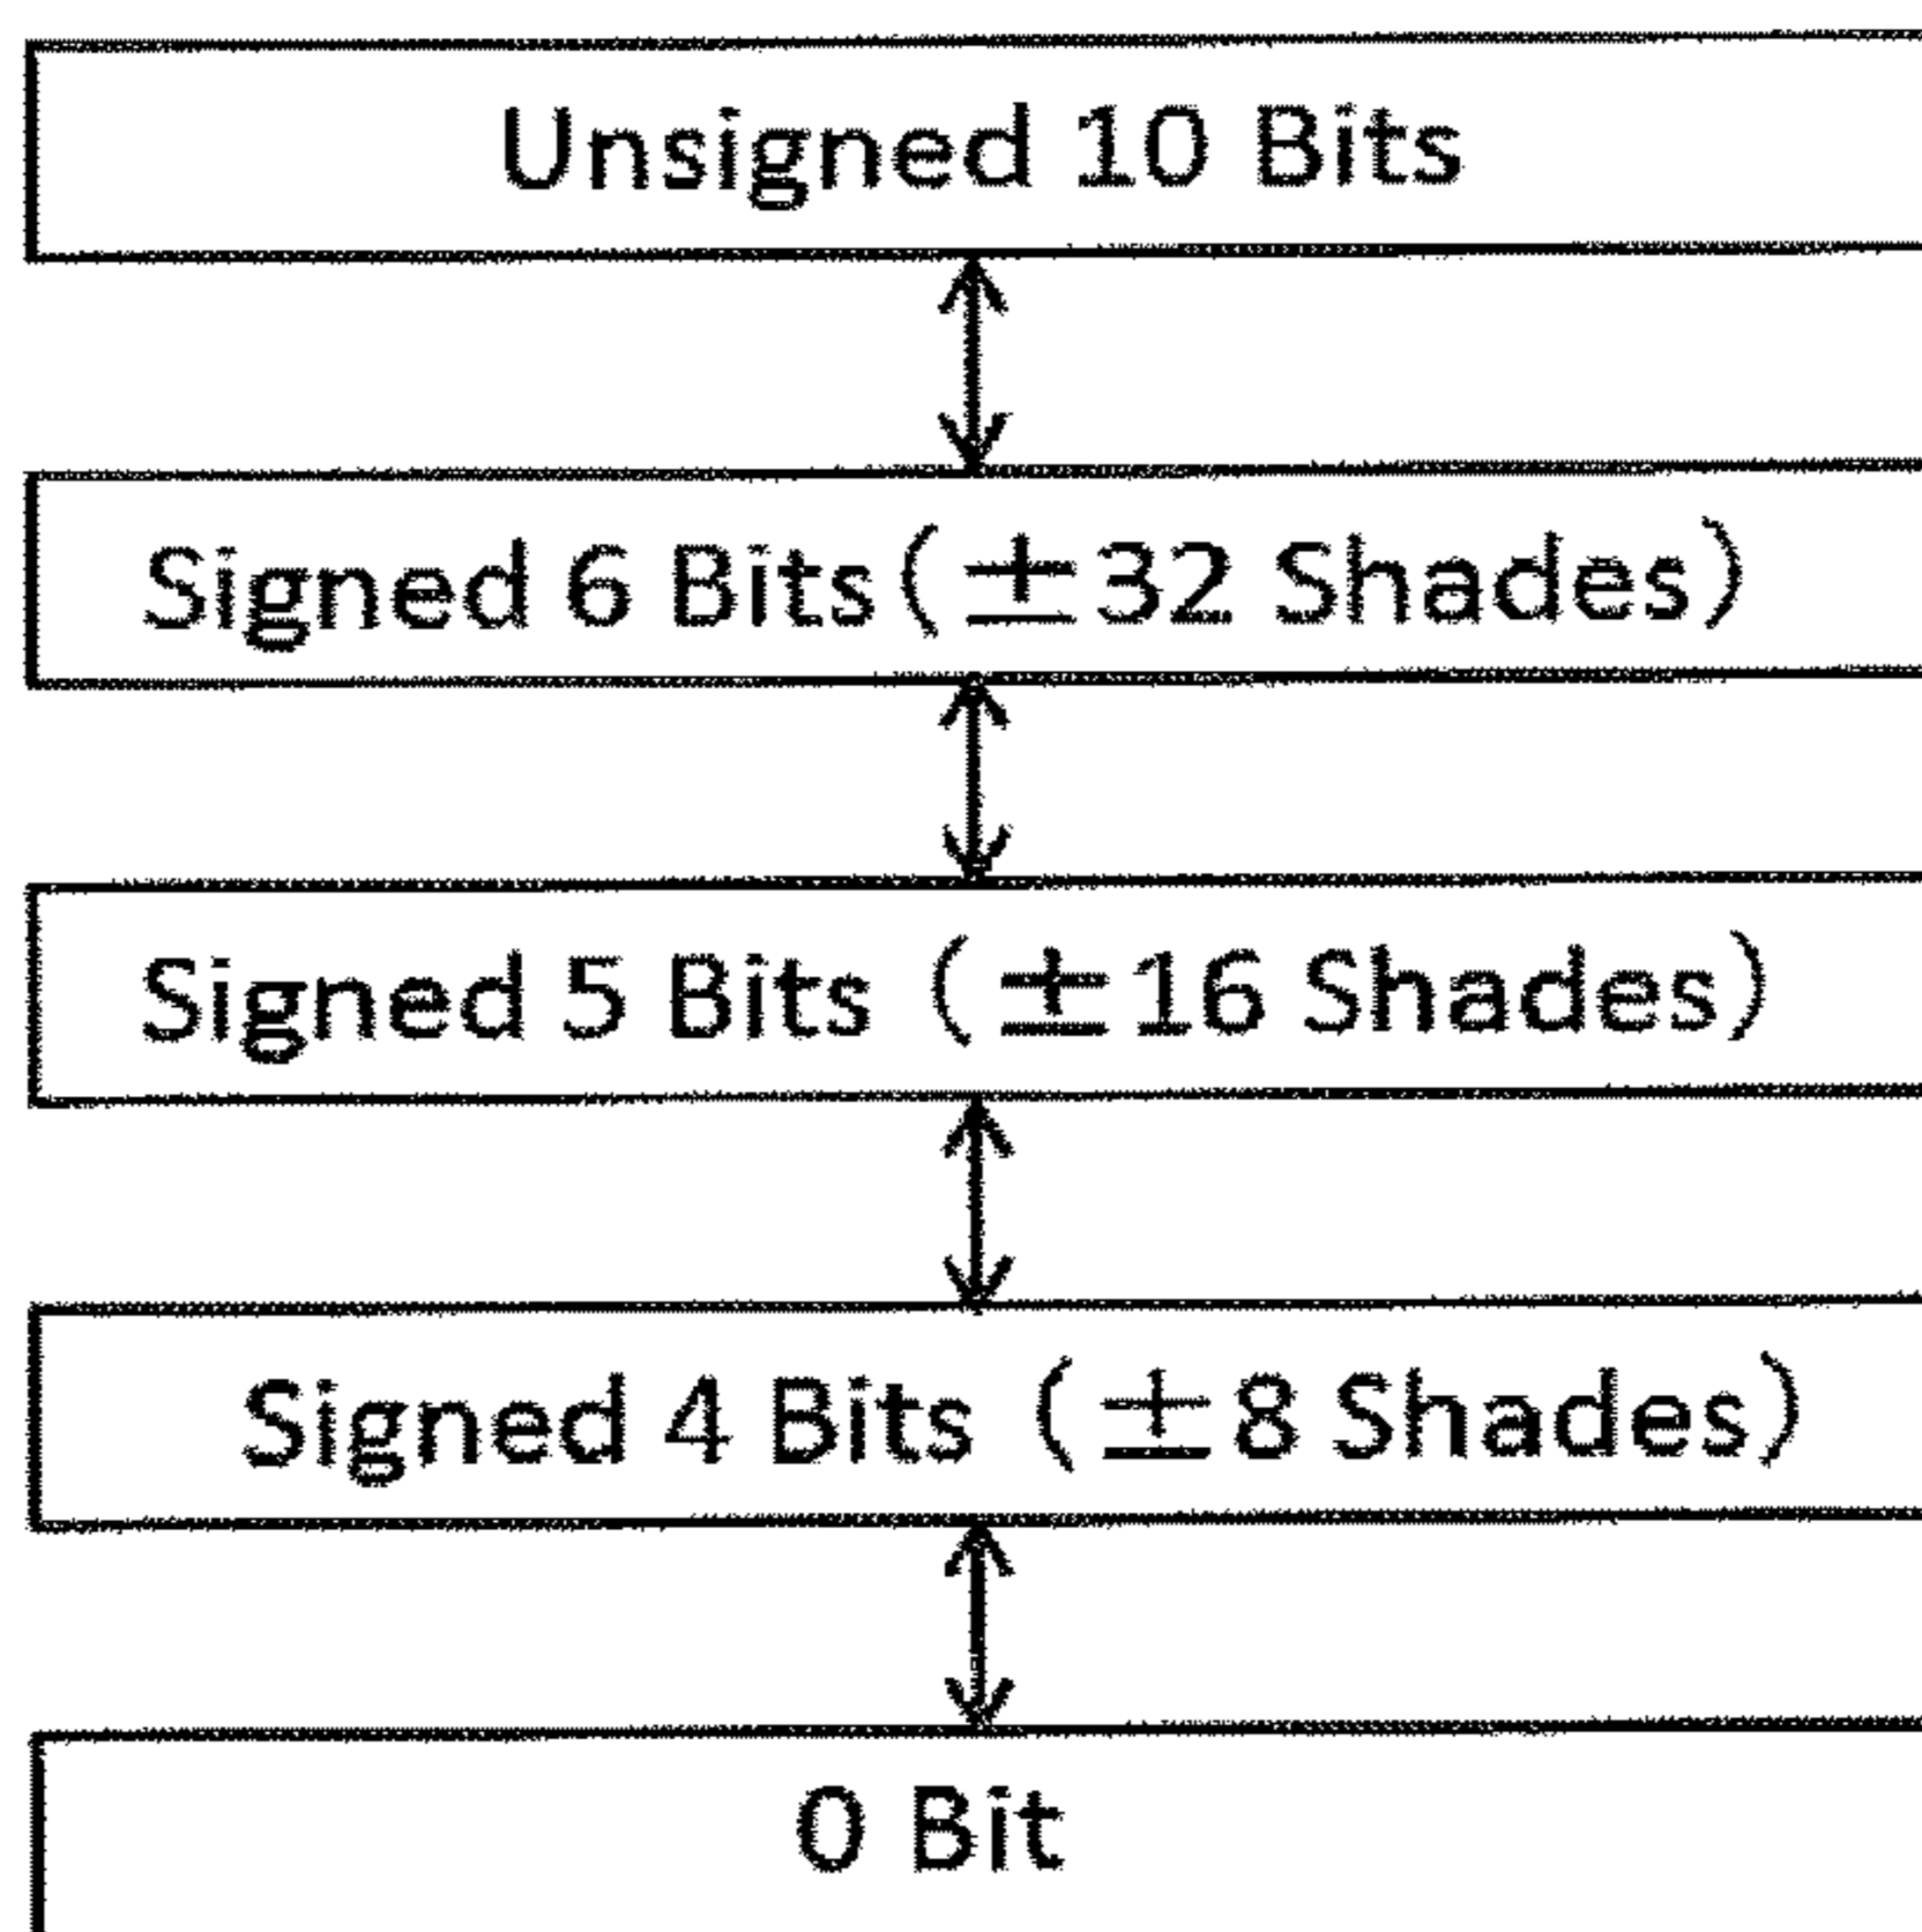 Unsigned 10 Bits
Signed 6 Bits(±32 Shades)
Signed 5 Bits (±16 Shades)
Signed 4 Bits (±8 Shades)
0 Bit